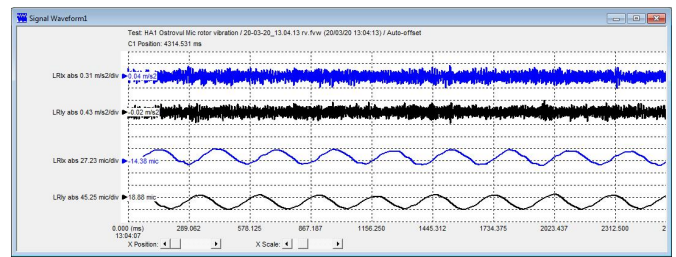 Signal Waveform1
Test: HA1 Ostrovul Mic rotor vibration / 20-03-20_13.04.13 rv.fvw (20/03/20 13:04:13) / Auto-offset
C1 Position: 4314.531 ms
LRIx abs 0.31 m/s2/div 0.04 m/s2
LRIy abs 0.43 m/s2/div -0.02 m/s2
LRIx abs 27.23 mic/div -14.38 mic
LRIy abs 45.25 mic/div 18.88 mic
0.000 (ms) 289.062 578.125 867.187 1156.250 1445.312 1734.375 2023.437 2312.500 2
13:04:07
X Position: X Scale: